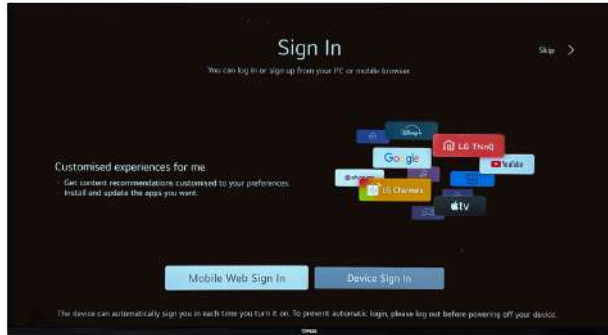 Sign In
Skip
You can log in or sign up from your PC or mobile browser
Disney+
LG ThinQ
Google
YouTube
LG Channels
tv
Customised experiences for me
Get content recommendations customised to your preferences.
Install and update the apps you want.
Mobile Web Sign In
Device Sign In
The device can automatically sign you in each time you turn it on. To prevent automatic login, please log out before powering off your device.